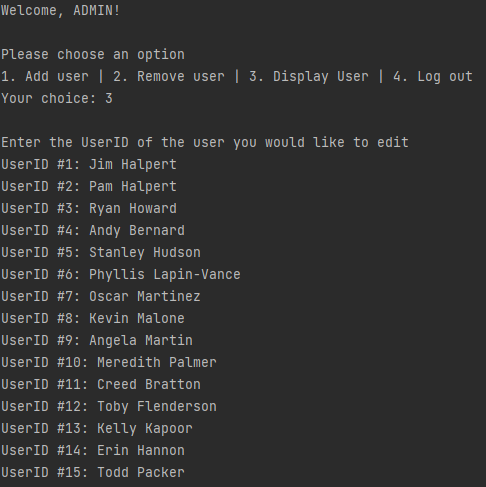 Welcome, ADMIN!
Please choose an option
1. Add user | 2. Remove user | 3. Display User | 4. Log out
Your choice: 3
Enter the UserID of the user you would like to edit
UserID #1: Jim Halpert
UserID #2: Pam Halpert
UserID #3: Ryan Howard
UserID #4: Andy Bernard
UserID #5: Stanley Hudson
UserID #6: Phyllis Lapin-Vance
UserID #7: Oscar Martinez
UserID #8: Kevin Malone
UserID #9: Angela Martin
UserID #10: Meredith Palmer
UserID #11: Creed Bratton
UserID #12: Toby Flenderson
UserID #13: Kelly Kapoor
UserID #14: Erin Hannon
UserID #15: Todd Packer